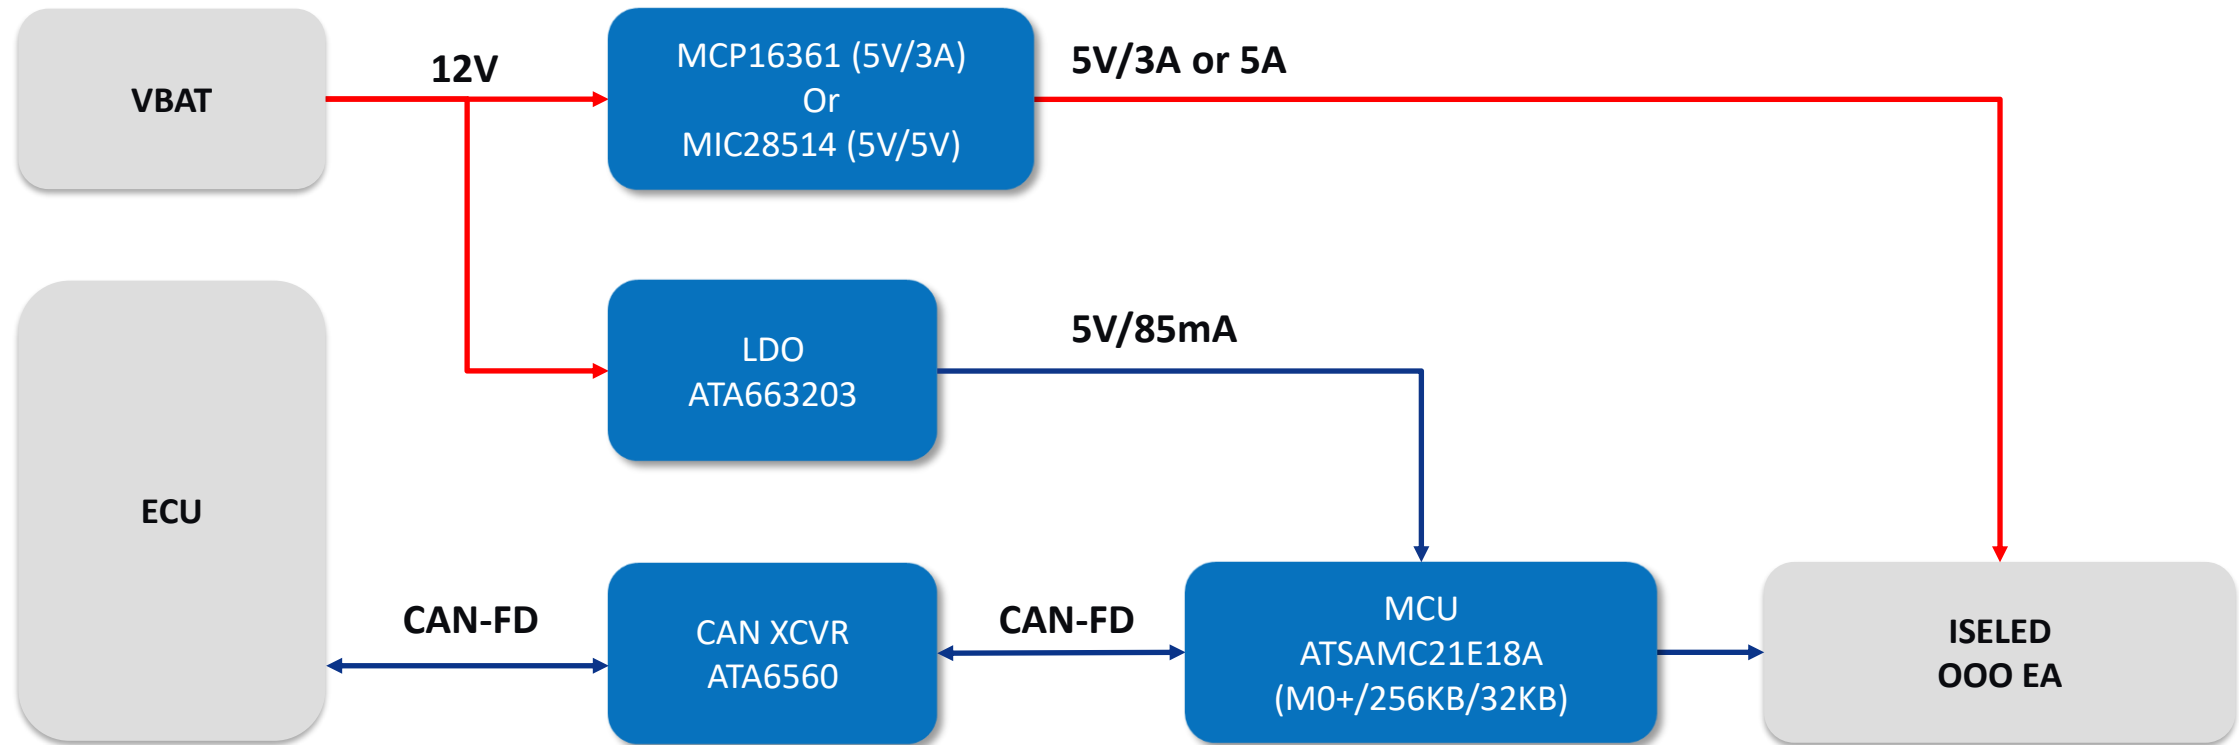 VBAT
12V
MCP16361 (5V/3A)
Or
MIC28514 (5V/5V)
5V/3A or 5A
LDO
ATA663203
5V/85mA
ECU
CAN-FD
CAN XCVR
ATA6560
CAN-FD
MCU
ATSAMC21E18A
(M0+/256KB/32KB)
ISELED
OOO EA